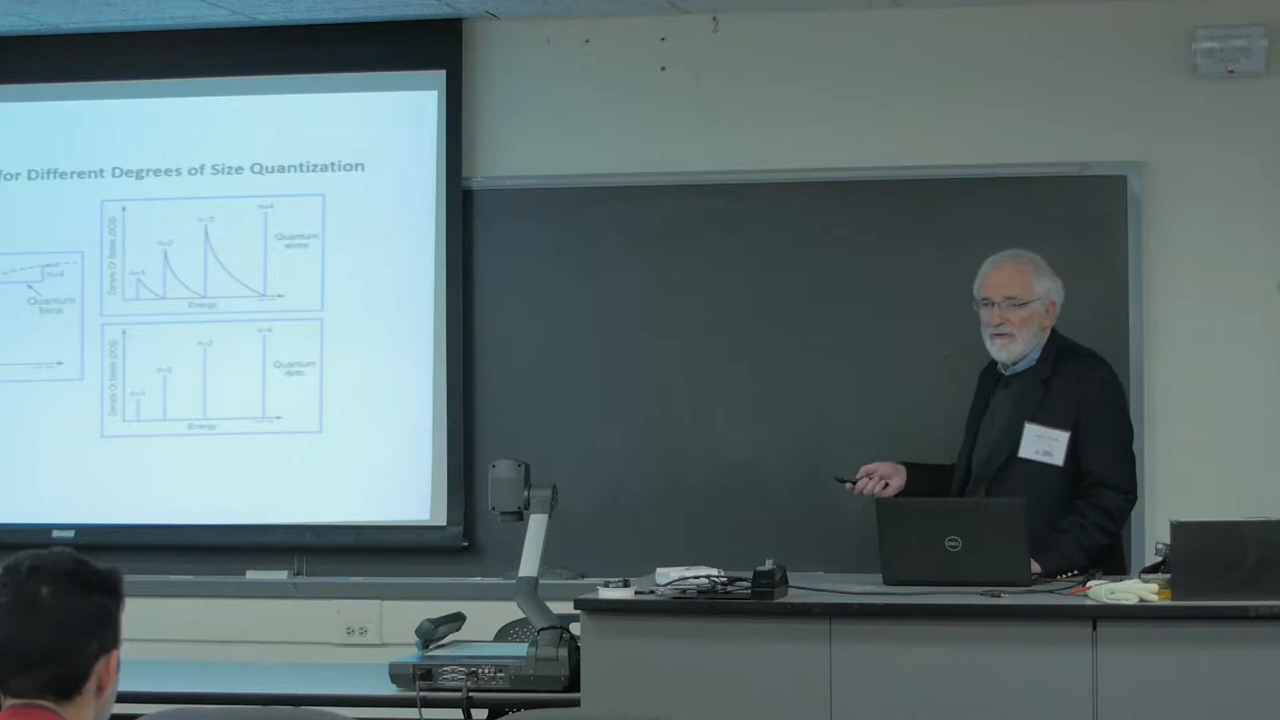 for Different Degrees of Size Quantization
n=4
Quantum
films
Density Of States (DOS)
n=1
n=2
n=3
n=4
Quantum
wires
Energy
Density Of States (DOS)
n=1
n=2
n=3
n=4
Quantum
dots
Energy
DELL